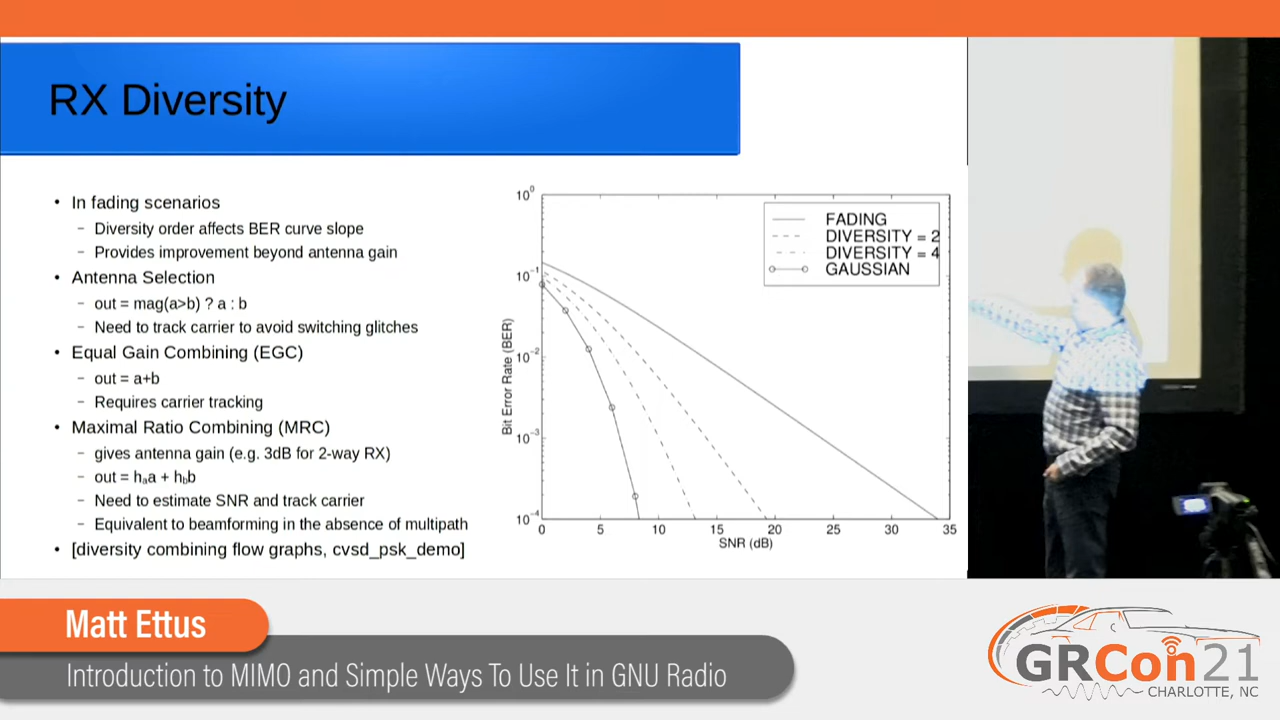 RX Diversity
• In fading scenarios
– Diversity order affects BER curve slope
– Provides improvement beyond antenna gain
• Antenna Selection
– out = mag(a>b) ? a : b
– Need to track carrier to avoid switching glitches
• Equal Gain Combining (EGC)
– out = a+b
– Requires carrier tracking
• Maximal Ratio Combining (MRC)
– gives antenna gain (e.g. 3dB for 2-way RX)
– out = hₐa + h_b b
– Need to estimate SNR and track carrier
– Equivalent to beamforming in the absence of multipath
• [diversity combining flow graphs, cvsd_psk_demo]
10⁰
10⁻¹
10⁻²
10⁻³
10⁻⁴
Bit Error Rate (BER)
FADING
DIVERSITY = 2
DIVERSITY = 4
GAUSSIAN
0 5 10 15 20 25 30 35
SNR (dB)
Matt Ettus
Introduction to MIMO and Simple Ways To Use It in GNU Radio
GRCon21
CHARLOTTE, NC